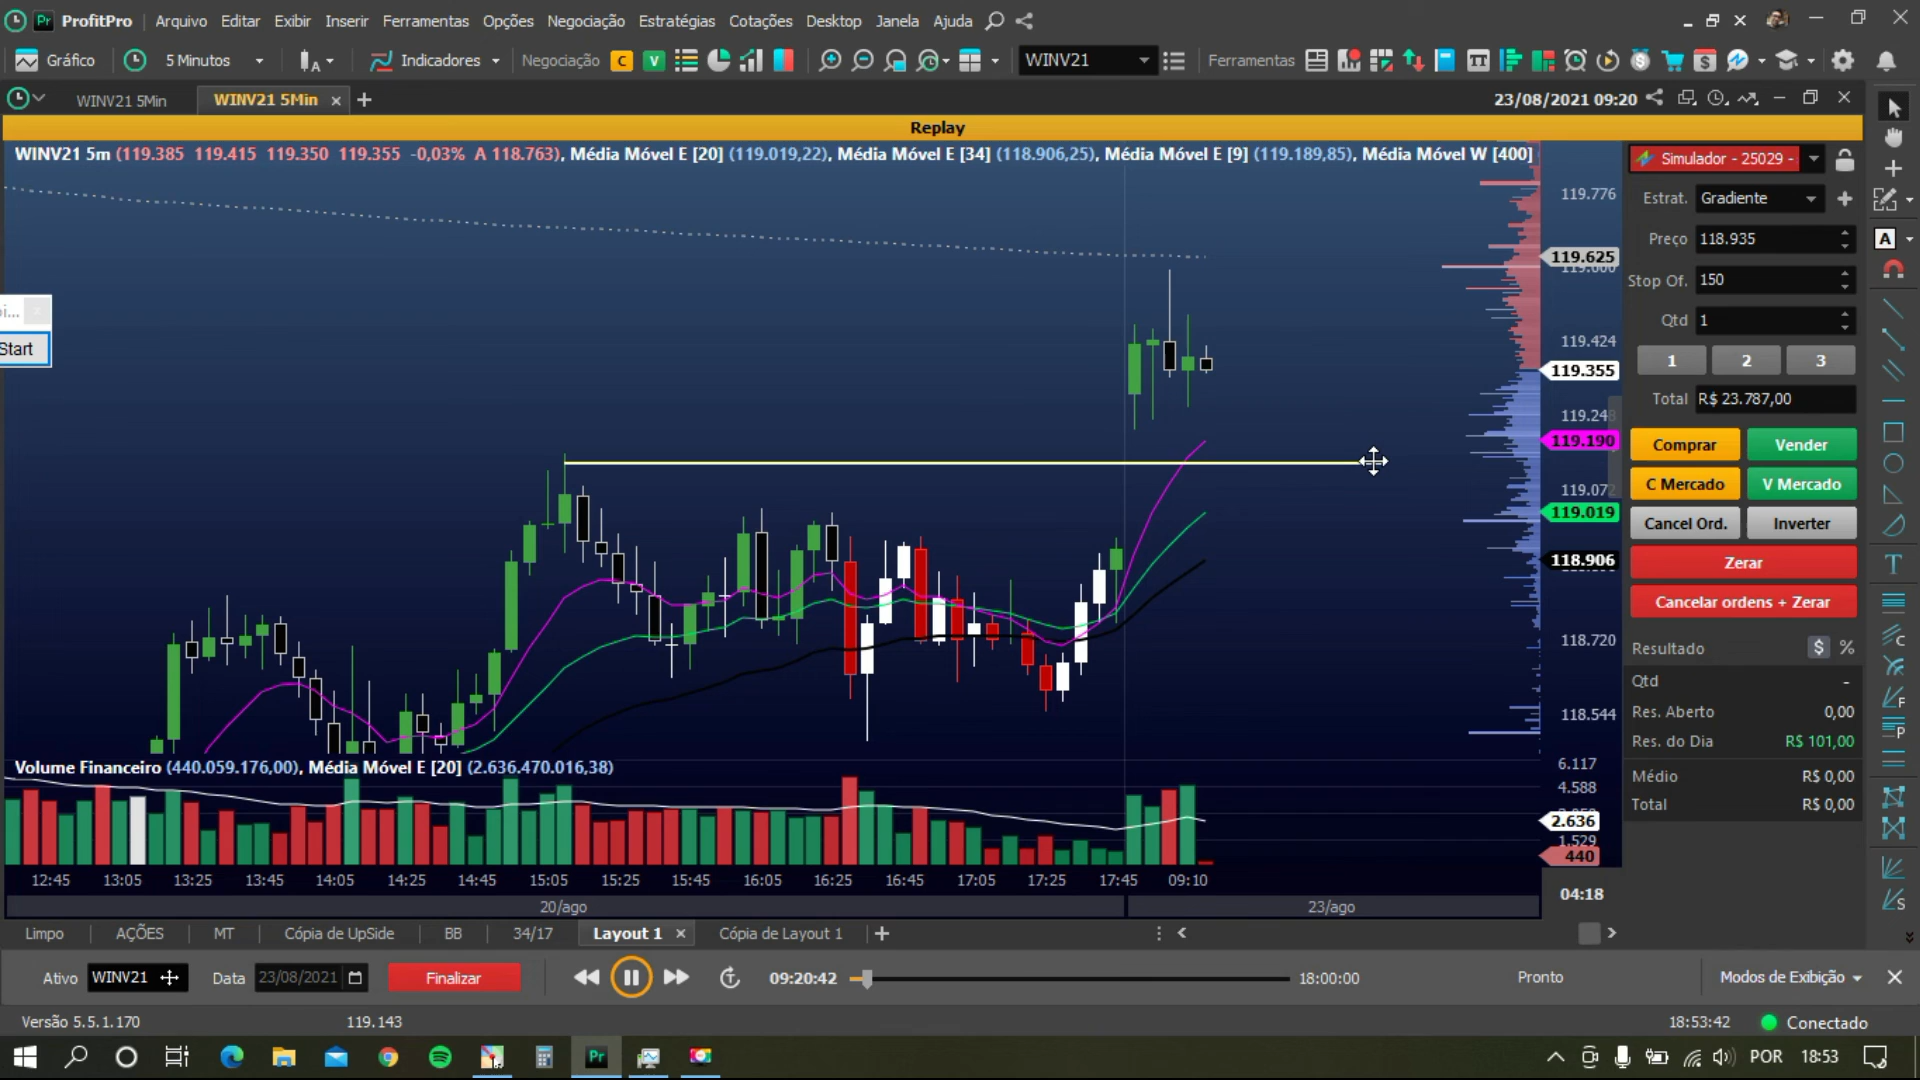 ProfitPro Arquivo Editar Exibir Inserir Ferramentas Opções Negociação Estratégias Cotações Desktop Janela Ajuda
Gráfico 5 Minutos Indicadores Negociação C V WINV21 Ferramentas
WINV21 5Min WINV21 5Min 23/08/2021 09:20
Replay
WINV21 5m (119.385 119.415 119.350 119.355 -0,03% A 118.763), Média Móvel E [20] (119.019,22), Média Móvel E [34] (118.906,25), Média Móvel E [9] (119.189,85), Média Móvel W [400]
Simulador - 25029 -
119.776
Estrat. Gradiente
Preço 118.935
119.625
Stop Of. 150
Start
Qtd 1
119.424
1 2 3
119.355
Total R$ 23.787,00
119.248
119.190
Comprar Vender
119.072
C Mercado V Mercado
119.019
Cancel Ord. Inverter
118.906
Zerar
Cancelar ordens + Zerar
118.720
Resultado $ %
Qtd -
118.544
Res. Aberto 0,00
Res. do Dia R$ 101,00
Volume Financeiro (440.059.176,00), Média Móvel E [20] (2.636.470.016,38)
6.117
Médio R$ 0,00
4.588
Total R$ 0,00
2.636
1.529
440
12:45 13:05 13:25 13:45 14:05 14:25 14:45 15:05 15:25 15:45 16:05 16:25 16:45 17:05 17:25 17:45 09:10
04:18
20/ago 23/ago
Limpo AÇÕES MT Cópia de UpSide BB 34/17 Layout 1 Cópia de Layout 1
Ativo WINV21 Data 23/08/2021 Finalizar 09:20:42 18:00:00 Pronto Modos de Exibição
Versão 5.5.1.170 119.143 18:53:42 Conectado
POR 18:53